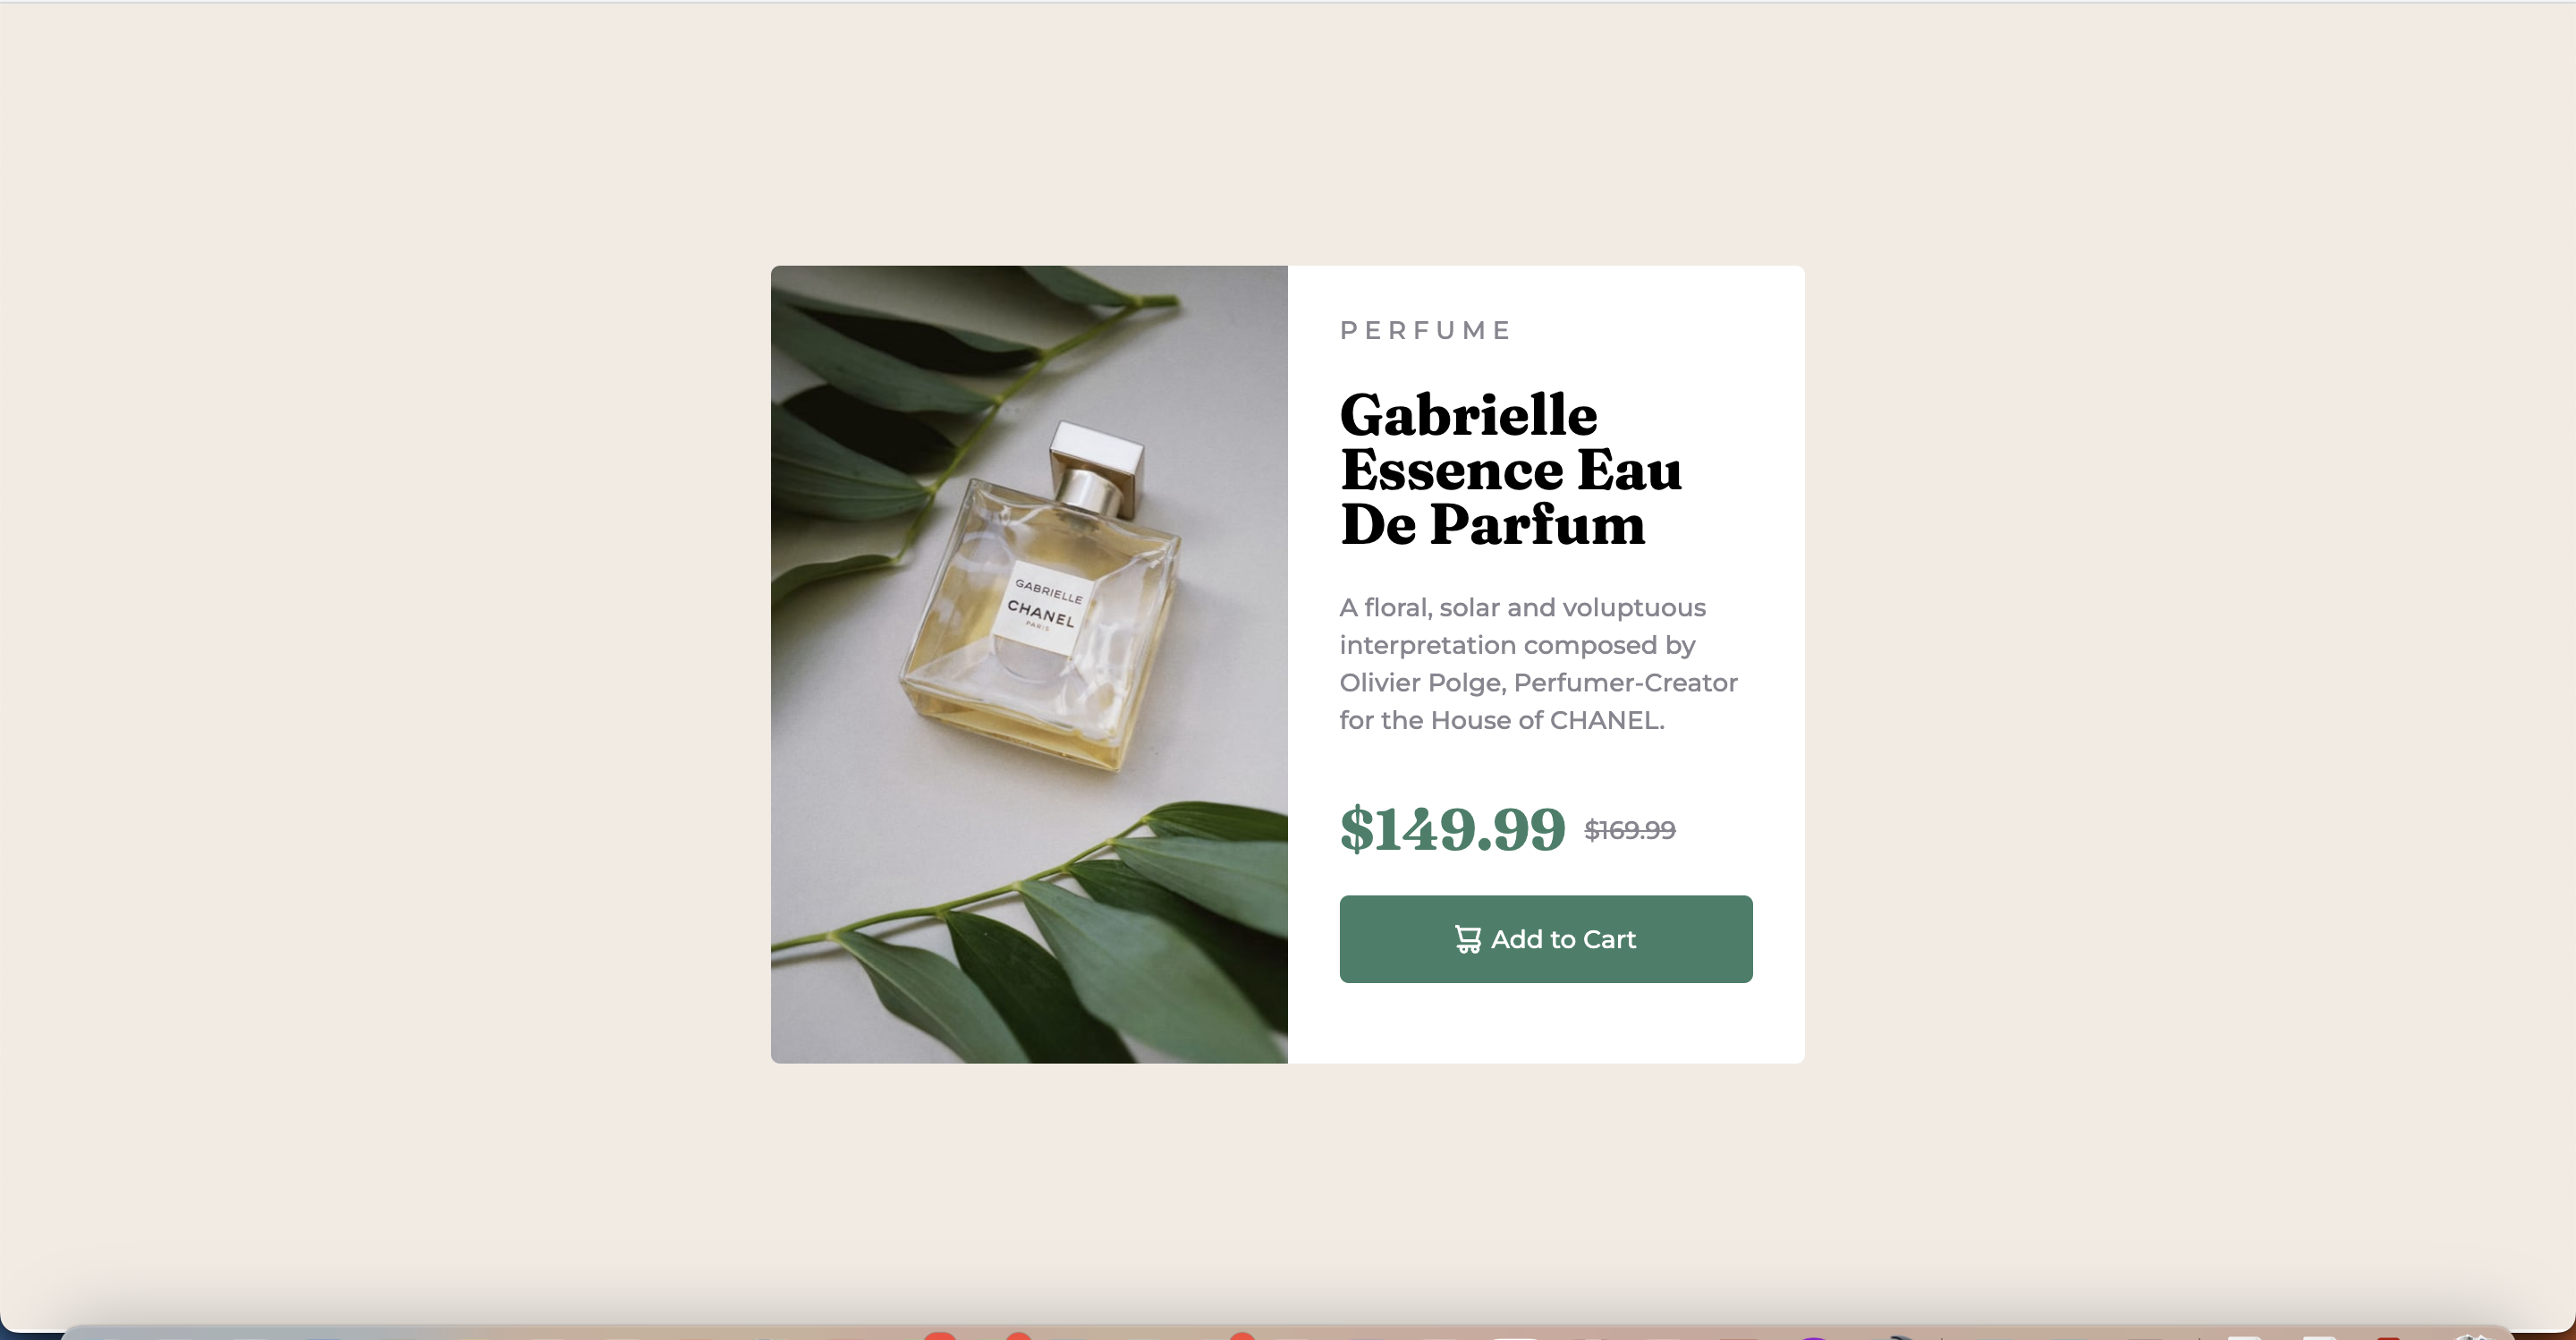 PERFUME
Gabrielle
Essence Eau
De Parfum
A floral, solar and voluptuous
interpretation composed by
Olivier Polge, Perfumer-Creator
for the House of CHANEL.
$149.99 $169.99
Add to Cart
GABRIELLE
CHANEL
PARIS